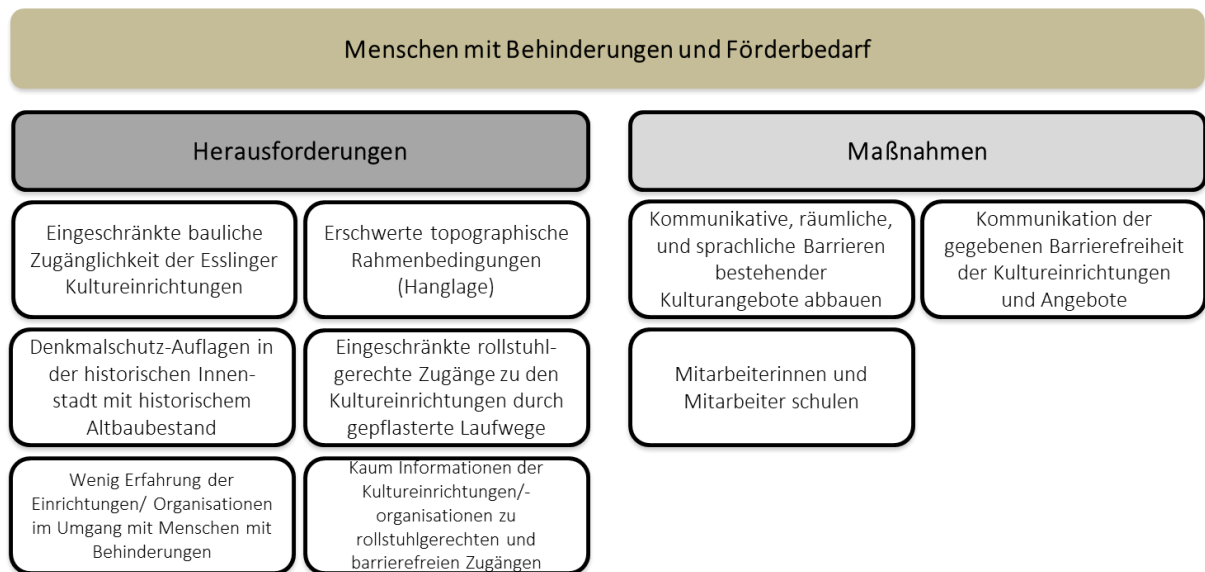 Menschen mit Behinderungen und Förderbedarf
Herausforderungen
Eingeschränkte bauliche
Zugänglichkeit der Esslinger
Kultureinrichtungen
Erschwerte topographische
Rahmenbedingungen
(Hanglage)
Denkmalschutz-Auflagen in
der historischen Innen-
stadt mit historischem
Altbaubestand
Eingeschränkte rollstuhl-
gerechte Zugänge zu den
Kultureinrichtungen durch
gepflasterte Laufwege
Wenig Erfahrung der
Einrichtungen/ Organisationen
im Umgang mit Menschen mit
Behinderungen
Kaum Informationen der
Kultureinrichtungen/-
organisationen zu
rollstuhlgerechten und
barrierefreien Zugängen
Maßnahmen
Kommunikative, räumliche,
und sprachliche Barrieren
bestehender
Kulturangebote abbauen
Kommunikation der
gegebenen Barrierefreiheit
der Kultureinrichtungen
und Angebote
Mitarbeiterinnen und
Mitarbeiter schulen